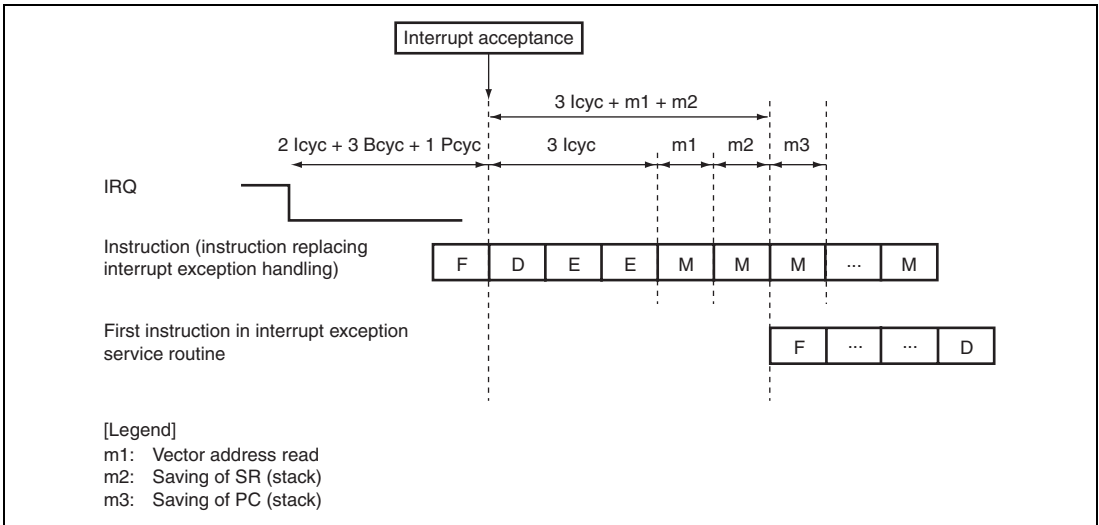 Interrupt acceptance
3 Icyc + m1 + m2
2 Icyc + 3 Bcyc + 1 Pcyc
3 Icyc
m1
m2
m3
IRQ
Instruction (instruction replacing
interrupt exception handling)
F D E E M M M ... M
First instruction in interrupt exception
service routine
F ... ... D
[Legend]
m1: Vector address read
m2: Saving of SR (stack)
m3: Saving of PC (stack)